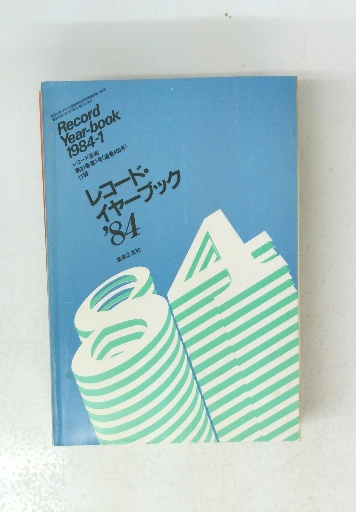 Record
Year-book
1984-1
レコード芸術
付録
レコード・
イヤーブック
'84
音楽之友社
84